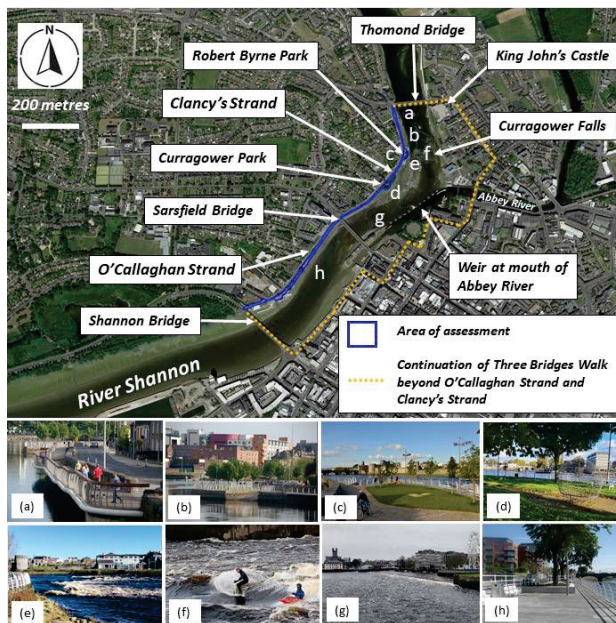 N
200 metres
Thomond Bridge
Robert Byrne Park
King John's Castle
Clancy's Strand
Curragower Falls
Curragower Park
a
b
c
e
f
d
g
h
Abbey River
Sarsfield Bridge
O'Callaghan Strand
Weir at mouth of
Abbey River
Shannon Bridge
River Shannon
Area of assessment
Continuation of Three Bridges Walk
beyond O'Callaghan Strand and
Clancy's Strand
(a)
(b)
(c)
(d)
(e)
(f)
(g)
(h)